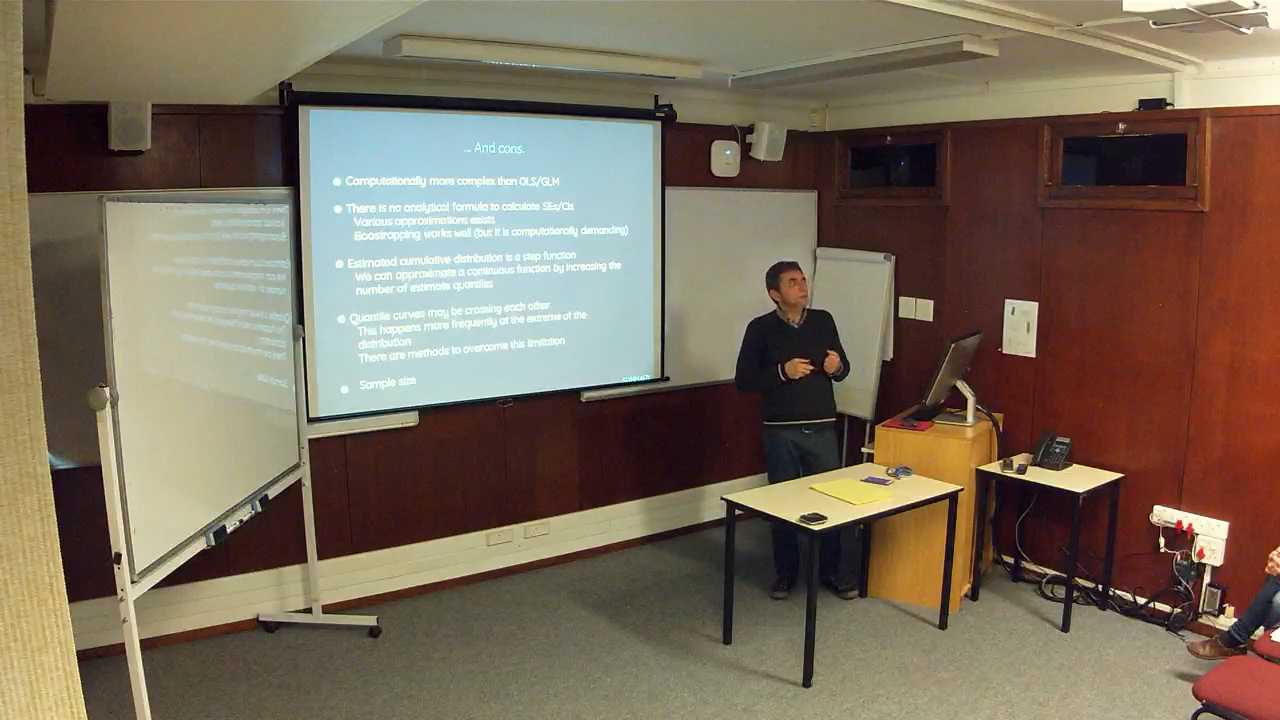 ... And cons.
Computationally more complex than OLS/GLM
There is no analytical formula to calculate SEs/CIs
Various approximations exists
Boostrapping works well (but it is computationally demanding)
Estimated cumulative distribution is a step function
We can approximate a continuous function by increasing the
number of estimate quantiles
Quantile curves may be crossing each other
This happens more frequently at the extreme of the
distribution
There are methods to overcome this limitation
Sample size